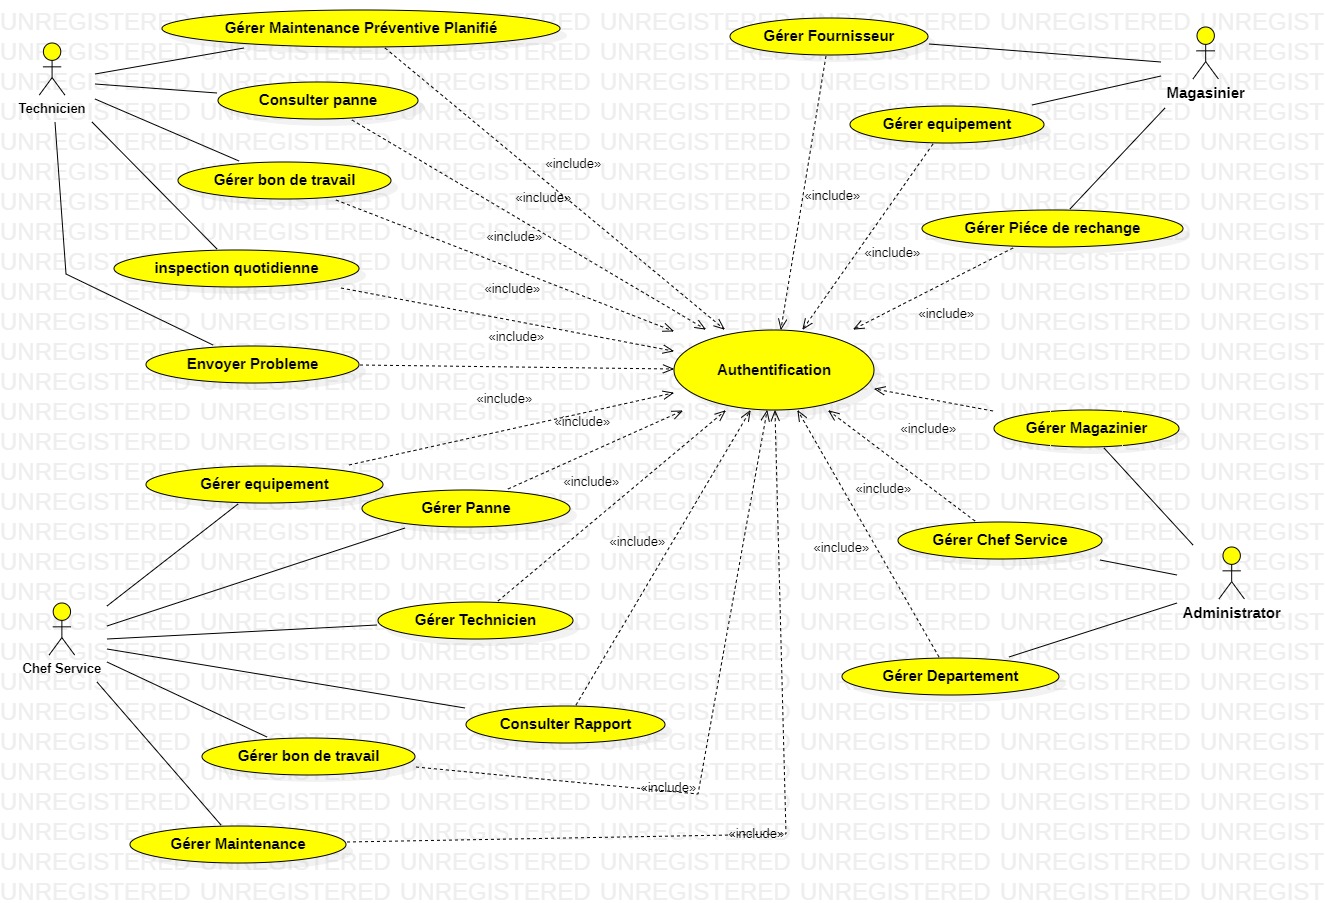 Gérer Maintenance Préventive Planifié
Gérer Fournisseur
Technicien
Magasinier
Consulter panne
Gérer equipement
«include»
Gérer bon de travail
«include»
«include»
Gérer Piéce de rechange
«include»
«include»
inspection quotidienne
«include»
«include»
«include»
Envoyer Probleme
Authentification
«include»
«include»
Gérer Magazinier
«include»
Gérer equipement
«include»
«include»
Gérer Panne
Gérer Chef Service
«include»
«include»
Administrator
Gérer Technicien
Chef Service
Gérer Departement
Consulter Rapport
Gérer bon de travail
«include»
«include»
Gérer Maintenance
UNREGISTERED